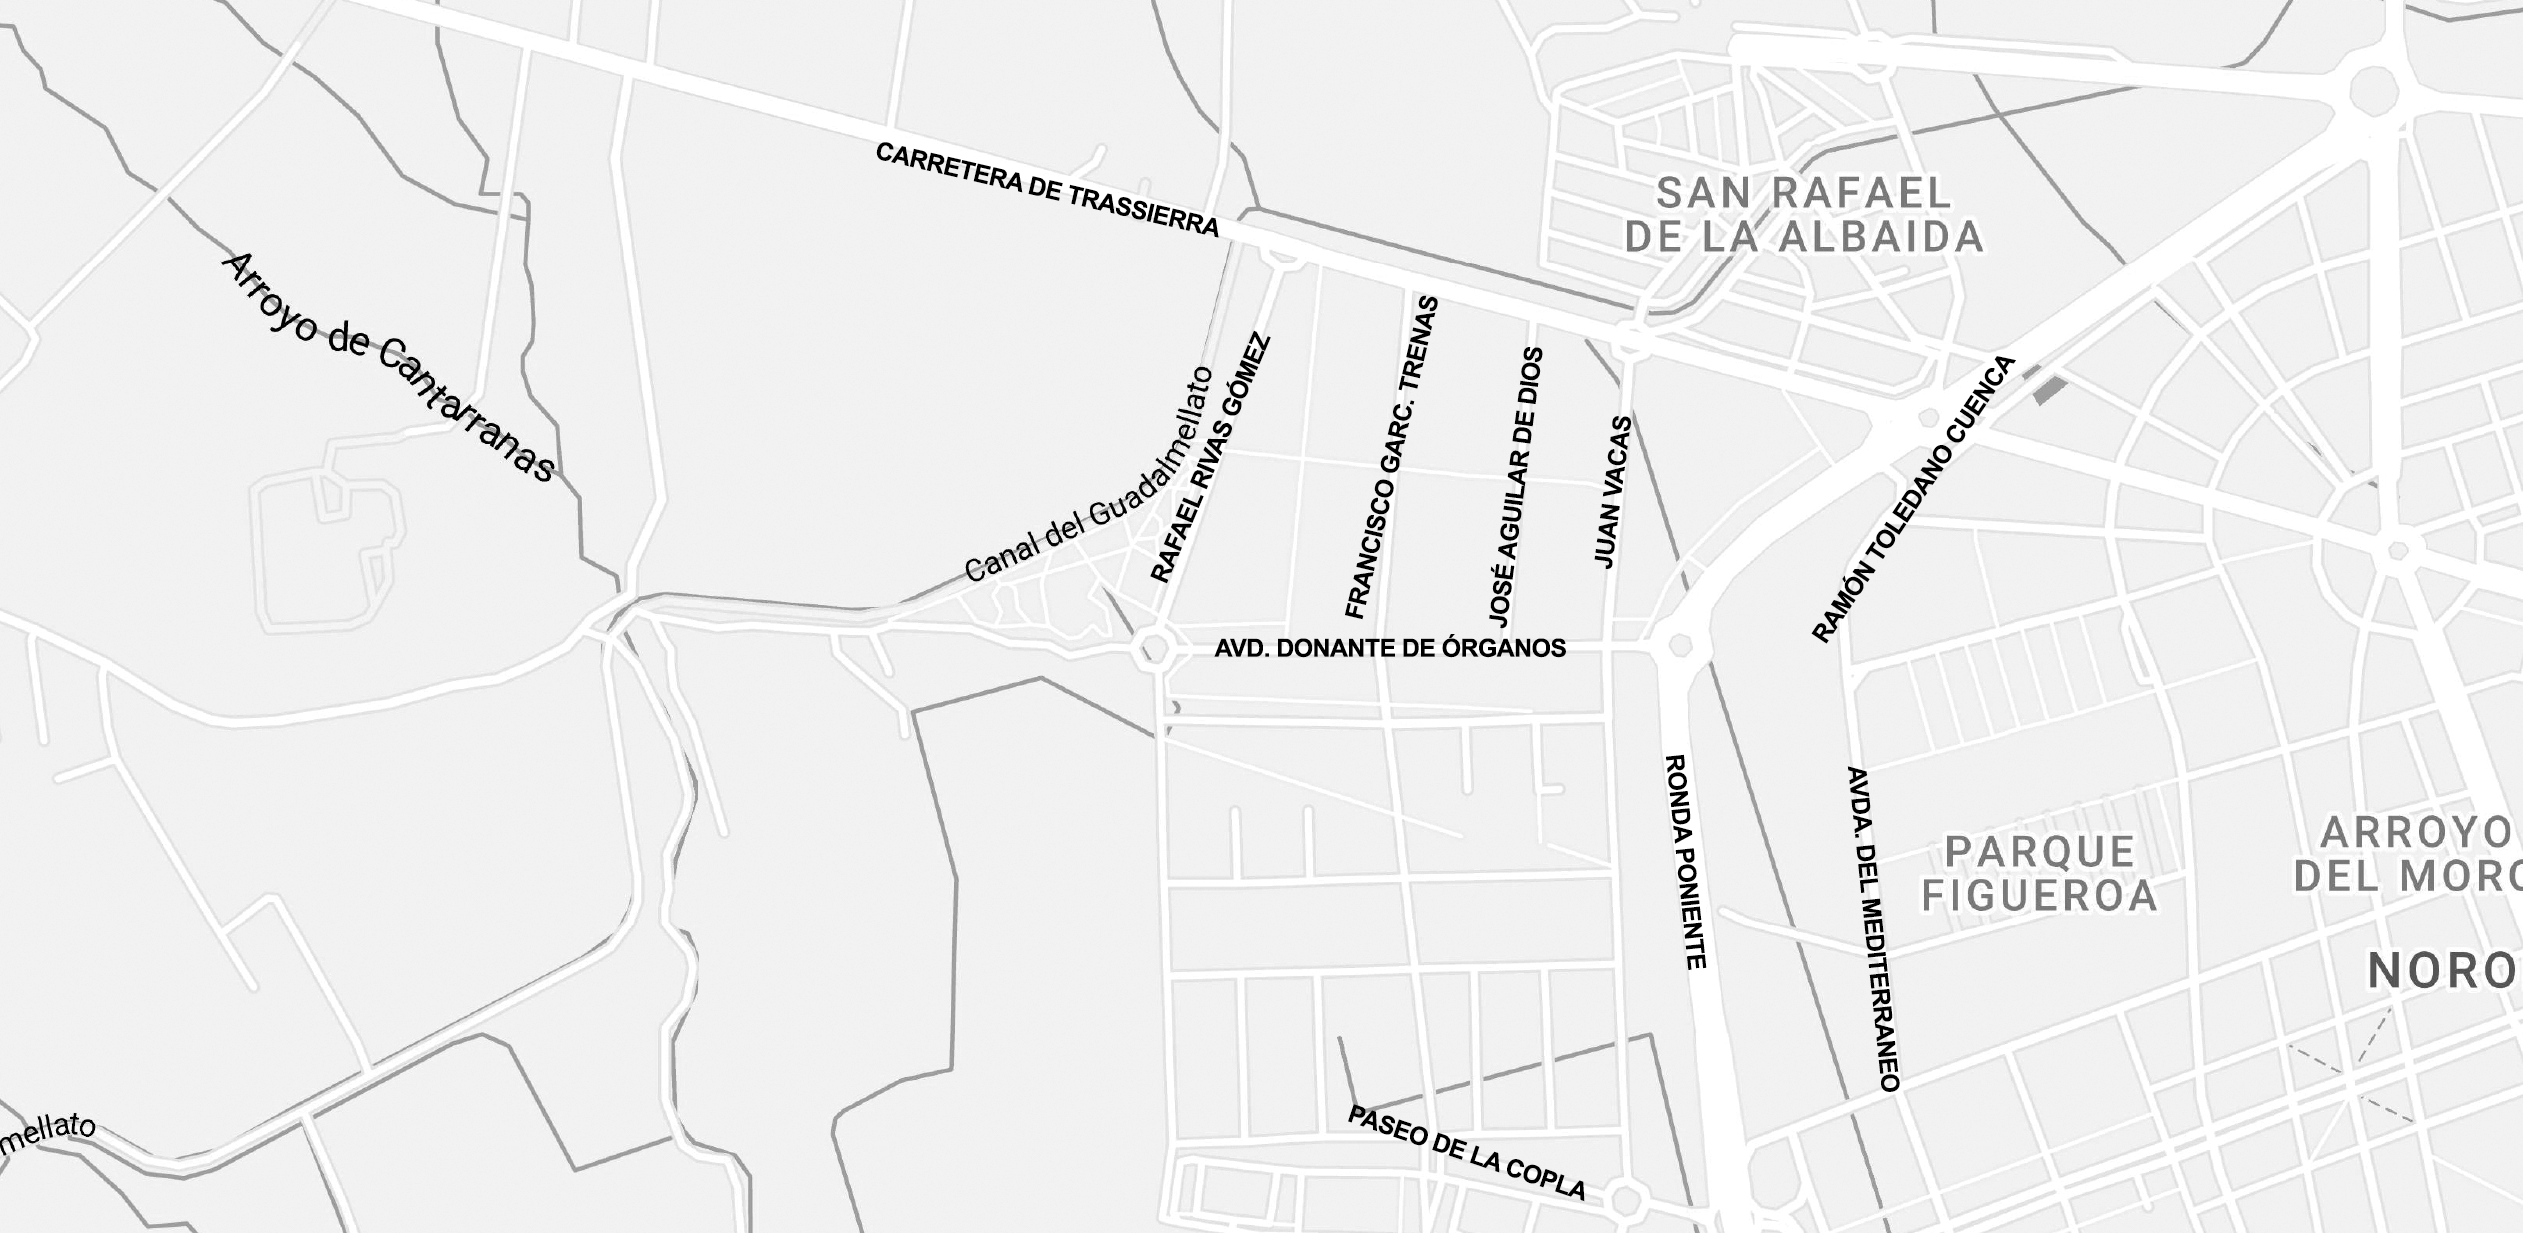 CARRETERA DE TRASSIERRA
SAN RAFAEL
DE LA ALBAIDA
Arroyo de Cantarranas
Canal del Guadalmellato
RAFAEL RIVAS GÓMEZ
FRANCISCO GARC. TRENAS
JOSÉ AGUILAR DE DIOS
JUAN VACAS
RAMÓN TOLEDANO CUENCA
AVD. DONANTE DE ÓRGANOS
RONDA PONIENTE
AVDA. DEL MEDITERRANEO
PARQUE
FIGUEROA
ARROYO
DEL MORO
NORO
mellato
PASEO DE LA COPLA